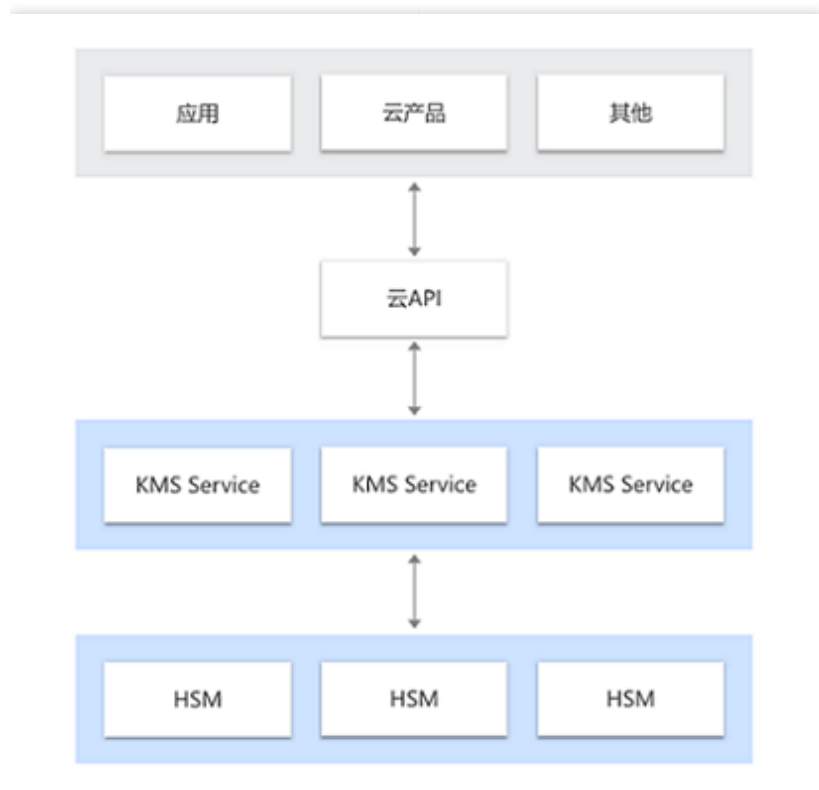 应用 云产品 其他
云API
KMS Service KMS Service KMS Service
HSM HSM HSM